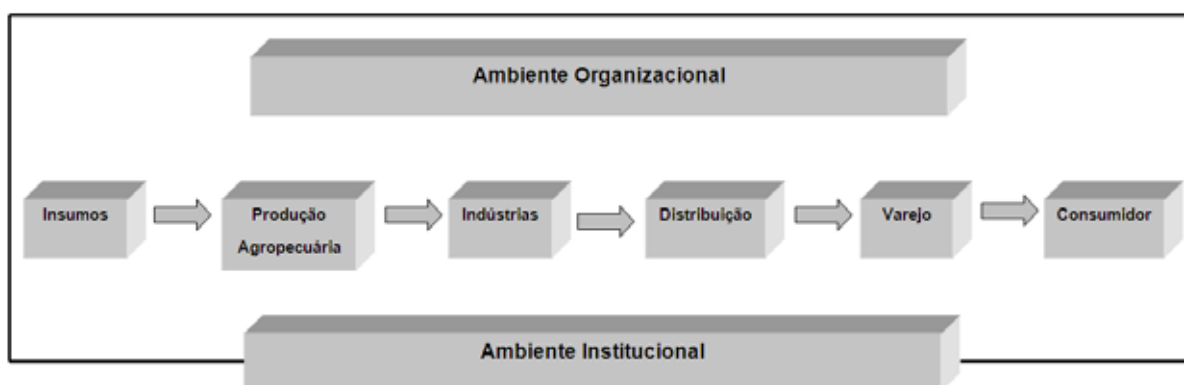 Ambiente Organizacional
Insumos
Produção
Agropecuária
Indústrias
Distribuição
Varejo
Consumidor
Ambiente Institucional